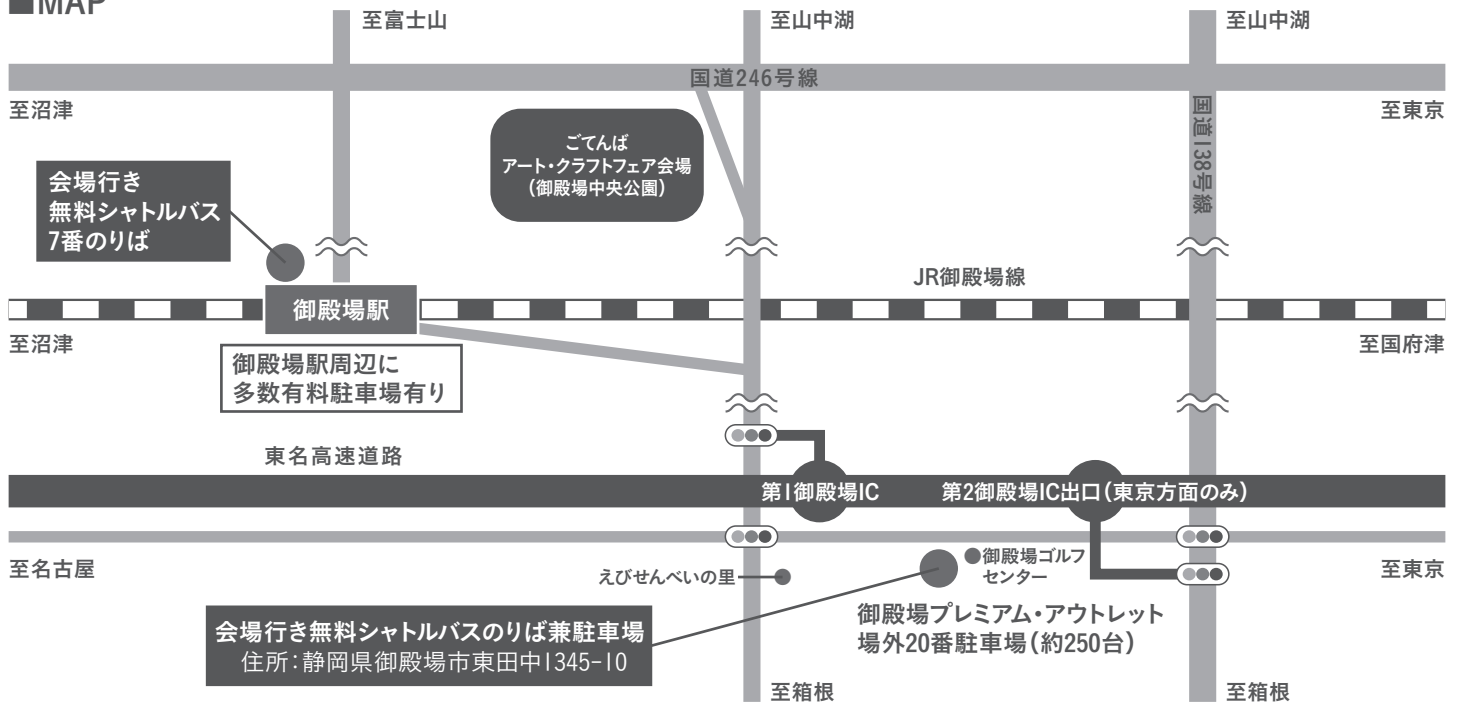 ■MAP
至富士山
至山中湖
至山中湖
国道246号線
至沼津
至東京
国道138号線
ごてんば
アート・クラフトフェア会場
(御殿場中央公園)
会場行き
無料シャトルバス
7番のりば
JR御殿場線
御殿場駅
至沼津
至国府津
御殿場駅周辺に
多数有料駐車場有り
東名高速道路
第1御殿場IC
第2御殿場IC出口(東京方面のみ)
至名古屋
至東京
えびせんべいの里
御殿場ゴルフ
センター
御殿場プレミアム・アウトレット
場外20番駐車場(約250台)
会場行き無料シャトルバスのりば兼駐車場
住所:静岡県御殿場市東田中1345-10
至箱根
至箱根